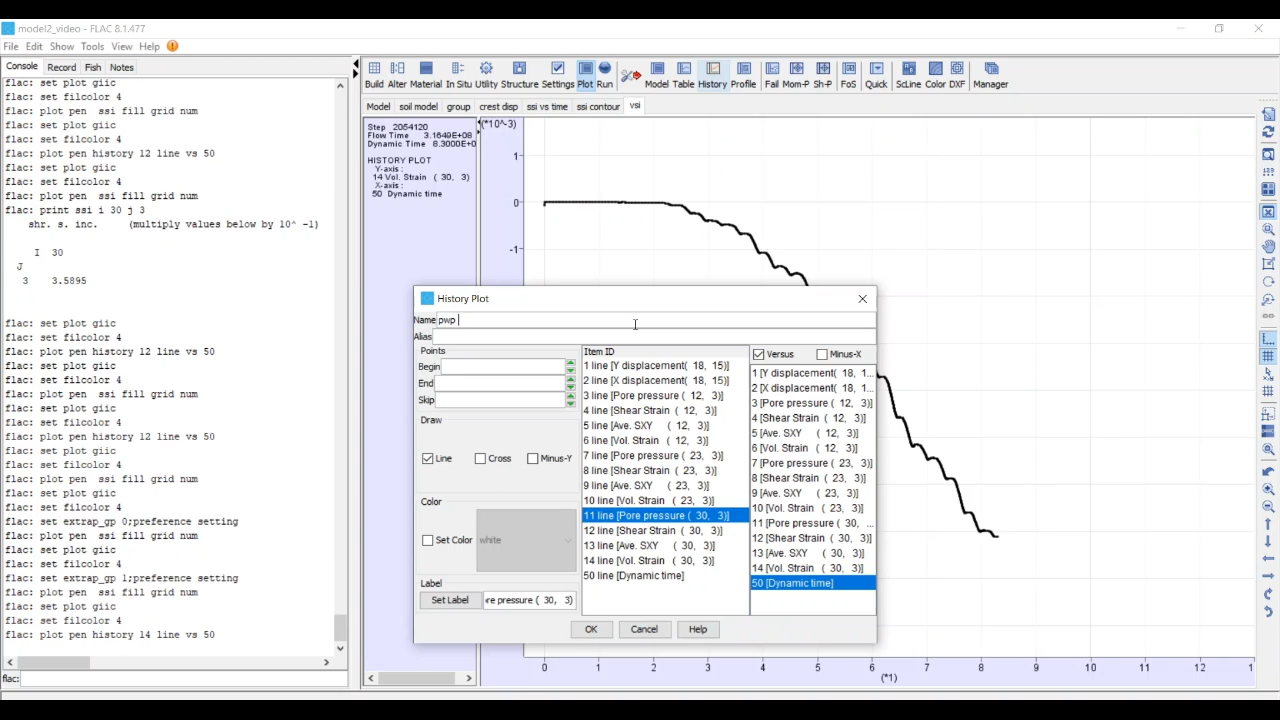 model2_video - FLAC 8.1.477
File Edit Show Tools View Help
Console Record Fish Notes
flac: set plot giic
flac: set filcolor 4
flac: plot pen ssi fill grid num
flac: set plot giic
flac: set filcolor 4
flac: plot pen history 12 line vs 50
flac: set plot giic
flac: set filcolor 4
flac: plot pen ssi fill grid num
flac: print ssi i 30 j 3
shr. s. inc. (multiply values below by 10^ -1)
I 30
J
3 3.5895
flac: set plot giic
flac: set filcolor 4
flac: plot pen history 12 line vs 50
flac: set plot giic
flac: set filcolor 4
flac: plot pen ssi fill grid num
flac: set plot giic
flac: set filcolor 4
flac: plot pen history 12 line vs 50
flac: set plot giic
flac: set filcolor 4
flac: plot pen ssi fill grid num
flac: set plot giic
flac: set filcolor 4
flac: set extrap_gp 0;preference setting
flac: plot pen ssi fill grid num
flac: set plot giic
flac: set filcolor 4
flac: set extrap_gp 1;preference setting
flac: plot pen ssi fill grid num
flac: set plot giic
flac: set filcolor 4
flac: plot pen history 14 line vs 50
flac:
Build Alter Material In Situ Utility Structure Settings Plot Run Model Table History Profile Fail Mom-P Sh-P FoS Quick ScLine Color DXF Manager
Model soil model group crest disp ssi vs time ssi contour vsi
Step 2054120
Flow Time 3.1649E+08
Dynamic Time 8.3000E+0
HISTORY PLOT
Y-axis :
14 Vol. Strain ( 30, 3)
X-axis :
50 Dynamic time
(*10^-3)
1
0
-1
0 1 2 3 4 5 6 7 8 9 10 11 12 1
(*1)
History Plot
Name pwp
Alias
Points
Begin
End
Skip
Draw
Line Cross Minus-Y
Color
Set Color white
Label
Set Label re pressure ( 30, 3)
Item ID
1 line [Y displacement( 18, 15)]
2 line [X displacement( 18, 15)]
3 line [Pore pressure ( 12, 3)]
4 line [Shear Strain ( 12, 3)]
5 line [Ave. SXY ( 12, 3)]
6 line [Vol. Strain ( 12, 3)]
7 line [Pore pressure ( 23, 3)]
8 line [Shear Strain ( 23, 3)]
9 line [Ave. SXY ( 23, 3)]
10 line [Vol. Strain ( 23, 3)]
11 line [Pore pressure ( 30, 3)]
12 line [Shear Strain ( 30, 3)]
13 line [Ave. SXY ( 30, 3)]
14 line [Vol. Strain ( 30, 3)]
50 line [Dynamic time]
Versus Minus-X
1 [Y displacement( 18, 1...
2 [X displacement( 18, 1...
3 [Pore pressure ( 12, 3)]
4 [Shear Strain ( 12, 3)]
5 [Ave. SXY ( 12, 3)]
6 [Vol. Strain ( 12, 3)]
7 [Pore pressure ( 23, 3)]
8 [Shear Strain ( 23, 3)]
9 [Ave. SXY ( 23, 3)]
10 [Vol. Strain ( 23, 3)]
11 [Pore pressure ( 30, ...
12 [Shear Strain ( 30, 3)]
13 [Ave. SXY ( 30, 3)]
14 [Vol. Strain ( 30, 3)]
50 [Dynamic time]
OK Cancel Help